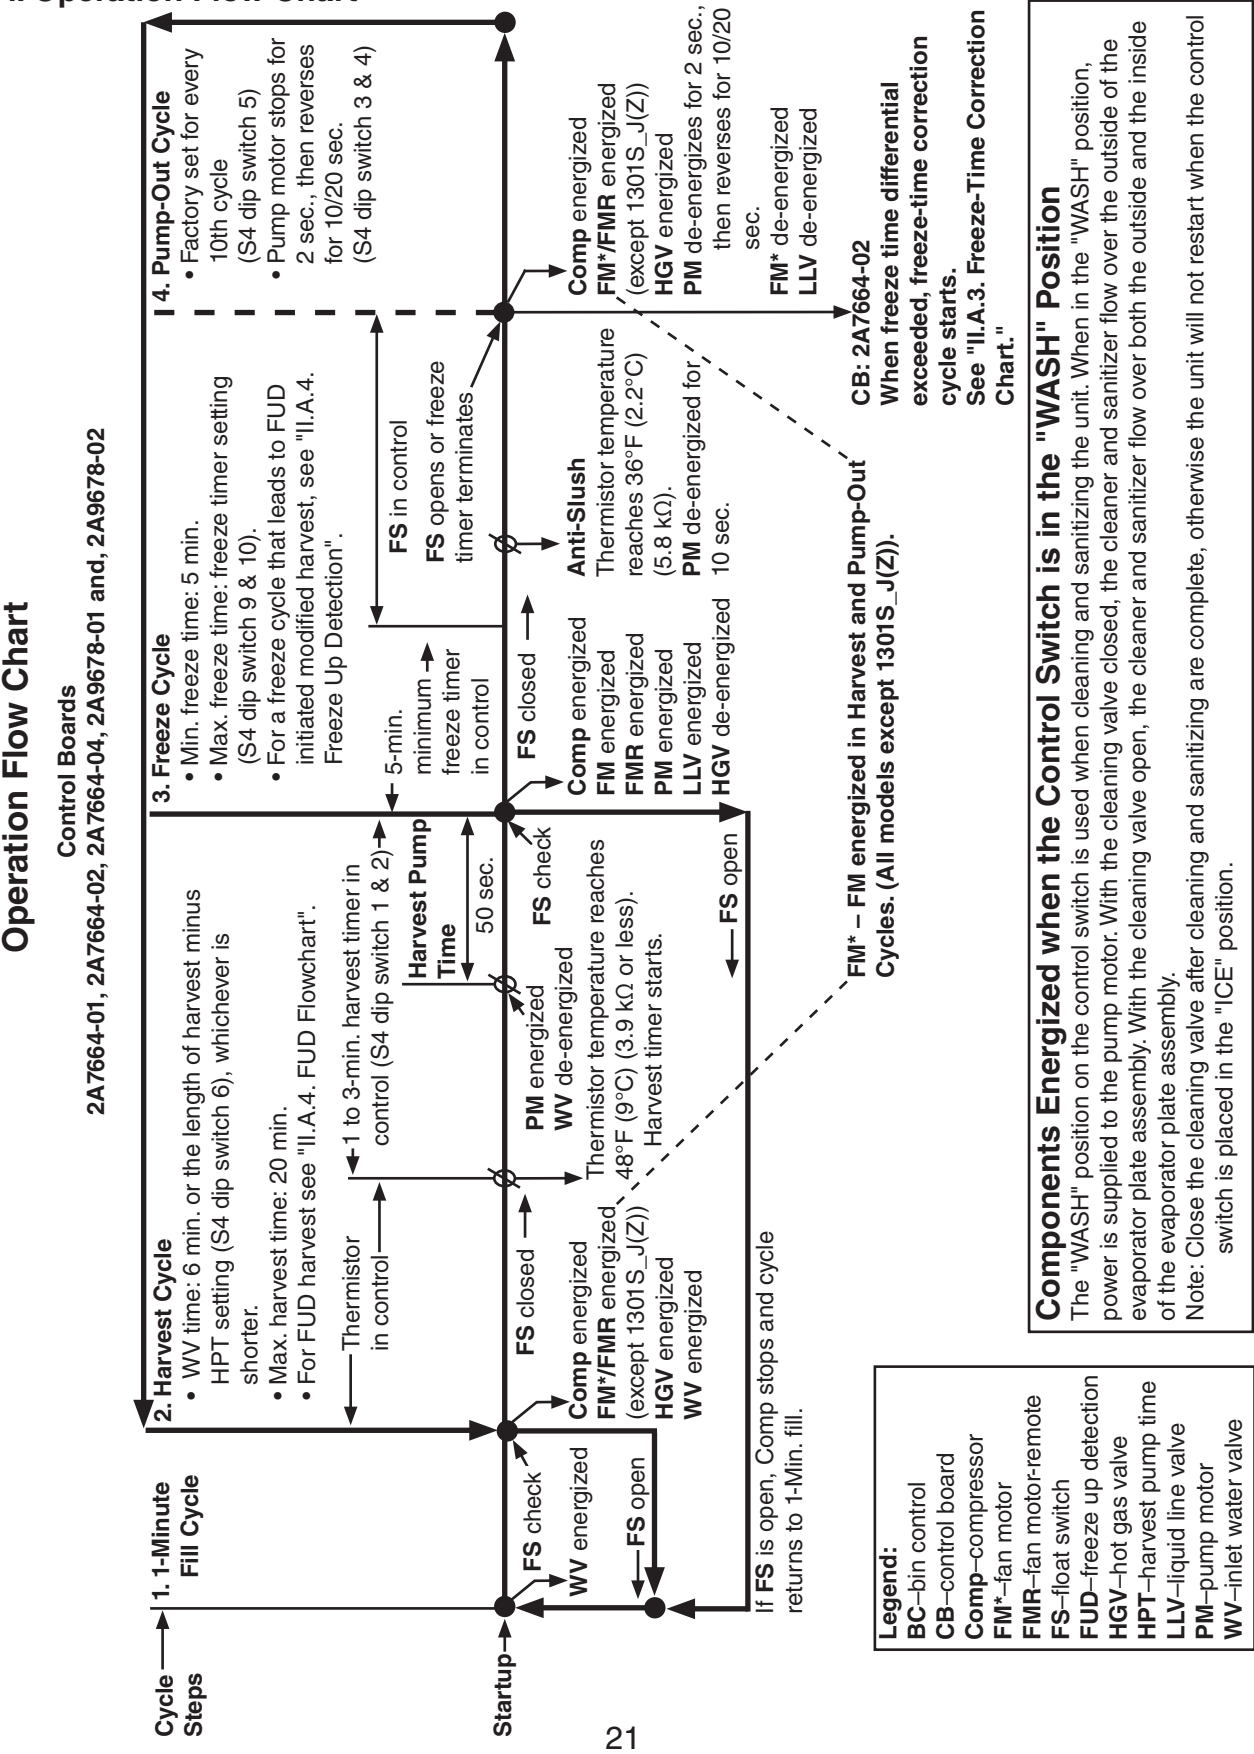 Operation Flow Chart
Control Boards
2A7664-01, 2A7664-02, 2A7664-04, 2A9678-01 and, 2A9678-02
Cycle
Steps
1. 1-Minute
Fill Cycle
2. Harvest Cycle
• WV time: 6 min. or the length of harvest minus
HPT setting (S4 dip switch 6), whichever is
shorter.
• Max. harvest time: 20 min.
• For FUD harvest see "II.A.4. FUD Flowchart".
3. Freeze Cycle
• Min. freeze time: 5 min.
• Max. freeze time: freeze timer setting
(S4 dip switch 9 & 10).
• For a freeze cycle that leads to FUD
initiated modified harvest, see "II.A.4.
Freeze Up Detection".
4. Pump-Out Cycle
• Factory set for every
10th cycle
(S4 dip switch 5)
• Pump motor stops for
2 sec., then reverses
for 10/20 sec.
(S4 dip switch 3 & 4)
Thermistor
in control
1 to 3-min. harvest timer in
control (S4 dip switch 1 & 2)
Harvest Pump
Time
50 sec.
5-min.
minimum
freeze timer
in control
FS in control
FS opens or freeze
timer terminates
Startup
FS check
WV energized
FS open
FS closed
Comp energized
FM*/FMR energized
(except 1301S_J(Z))
HGV energized
WV energized
Thermistor temperature reaches
48°F (9°C) (3.9 kΩ or less).
Harvest timer starts.
PM energized
WV de-energized
FS check
FS open
FS closed
Comp energized
FM energized
FMR energized
PM energized
LLV energized
HGV de-energized
Anti-Slush
Thermistor temperature
reaches 36°F (2.2°C)
(5.8 kΩ).
PM de-energized for
10 sec.
Comp energized
FM*/FMR energized
(except 1301S_J(Z))
HGV energized
PM de-energizes for 2 sec.,
then reverses for 10/20
sec.
FM* de-energized
LLV de-energized
If FS is open, Comp stops and cycle
returns to 1-Min. fill.
FM* – FM energized in Harvest and Pump-Out
Cycles. (All models except 1301S_J(Z)).
CB: 2A7664-02
When freeze time differential
exceeded, freeze-time correction
cycle starts.
See "II.A.3. Freeze-Time Correction
Chart."
Legend:
BC–bin control
CB–control board
Comp–compressor
FM*–fan motor
FMR–fan motor-remote
FS–float switch
FUD–freeze up detection
HGV–hot gas valve
HPT–harvest pump time
LLV–liquid line valve
PM–pump motor
WV–inlet water valve
Components Energized when the Control Switch is in the "WASH" Position
The "WASH" position on the control switch is used when cleaning and sanitizing the unit. When in the "WASH" position,
power is supplied to the pump motor. With the cleaning valve closed, the cleaner and sanitizer flow over the outside of the
evaporator plate assembly. With the cleaning valve open, the cleaner and sanitizer flow over both the outside and the inside
of the evaporator plate assembly.
Note: Close the cleaning valve after cleaning and sanitizing are complete, otherwise the unit will not restart when the control
switch is placed in the "ICE" position.
21